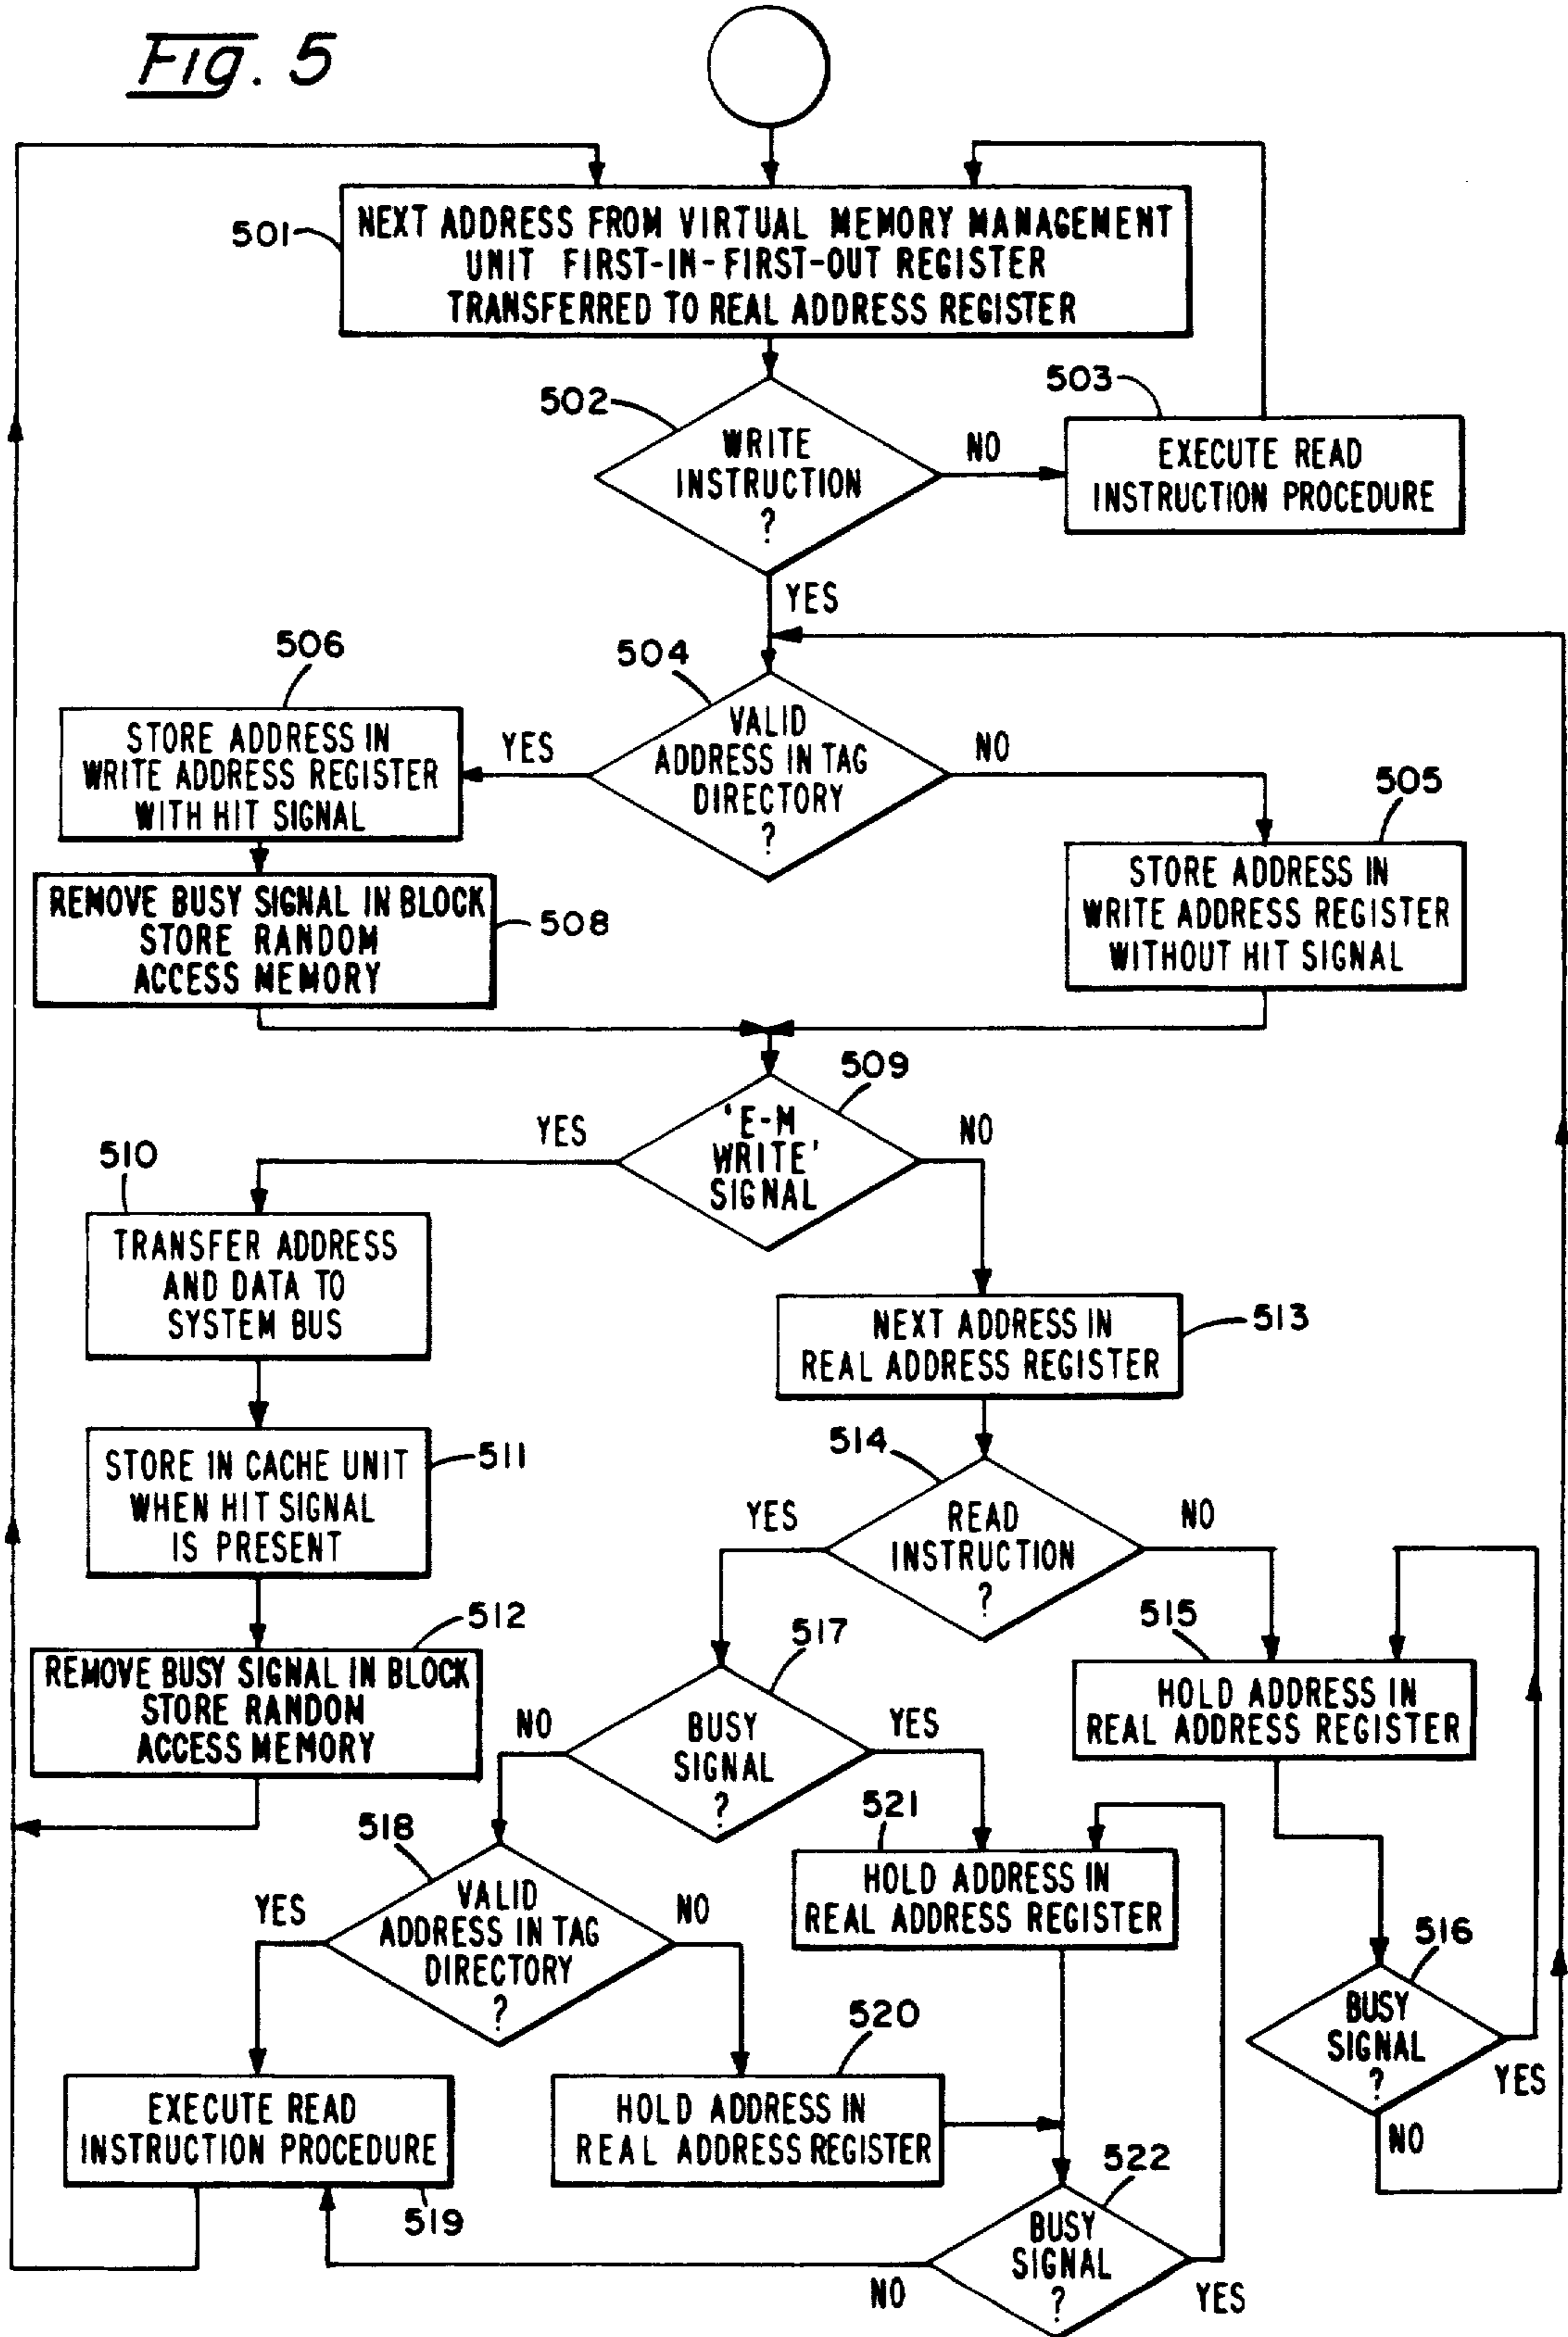 Fig. 5
501
NEXT ADDRESS FROM VIRTUAL MEMORY MANAGEMENT
UNIT FIRST-IN-FIRST-OUT REGISTER
TRANSFERRED TO REAL ADDRESS REGISTER
502
WRITE
INSTRUCTION
?
NO
503
EXECUTE READ
INSTRUCTION PROCEDURE
YES
504
VALID
ADDRESS IN TAG
DIRECTORY
?
YES
NO
506
STORE ADDRESS IN
WRITE ADDRESS REGISTER
WITH HIT SIGNAL
505
STORE ADDRESS IN
WRITE ADDRESS REGISTER
WITHOUT HIT SIGNAL
REMOVE BUSY SIGNAL IN BLOCK
STORE RANDOM
ACCESS MEMORY
508
509
'E-M
WRITE'
SIGNAL
YES
NO
510
TRANSFER ADDRESS
AND DATA TO
SYSTEM BUS
NEXT ADDRESS IN
REAL ADDRESS REGISTER
513
STORE IN CACHE UNIT
WHEN HIT SIGNAL
IS PRESENT
511
514
READ
INSTRUCTION
?
YES
NO
512
REMOVE BUSY SIGNAL IN BLOCK
STORE RANDOM
ACCESS MEMORY
517
BUSY
SIGNAL
?
NO
YES
515
HOLD ADDRESS IN
REAL ADDRESS REGISTER
518
VALID
ADDRESS IN TAG
DIRECTORY
?
YES
NO
521
HOLD ADDRESS IN
REAL ADDRESS REGISTER
516
BUSY
SIGNAL
?
YES
NO
EXECUTE READ
INSTRUCTION PROCEDURE
519
520
HOLD ADDRESS IN
REAL ADDRESS REGISTER
522
BUSY
SIGNAL
?
NO
YES